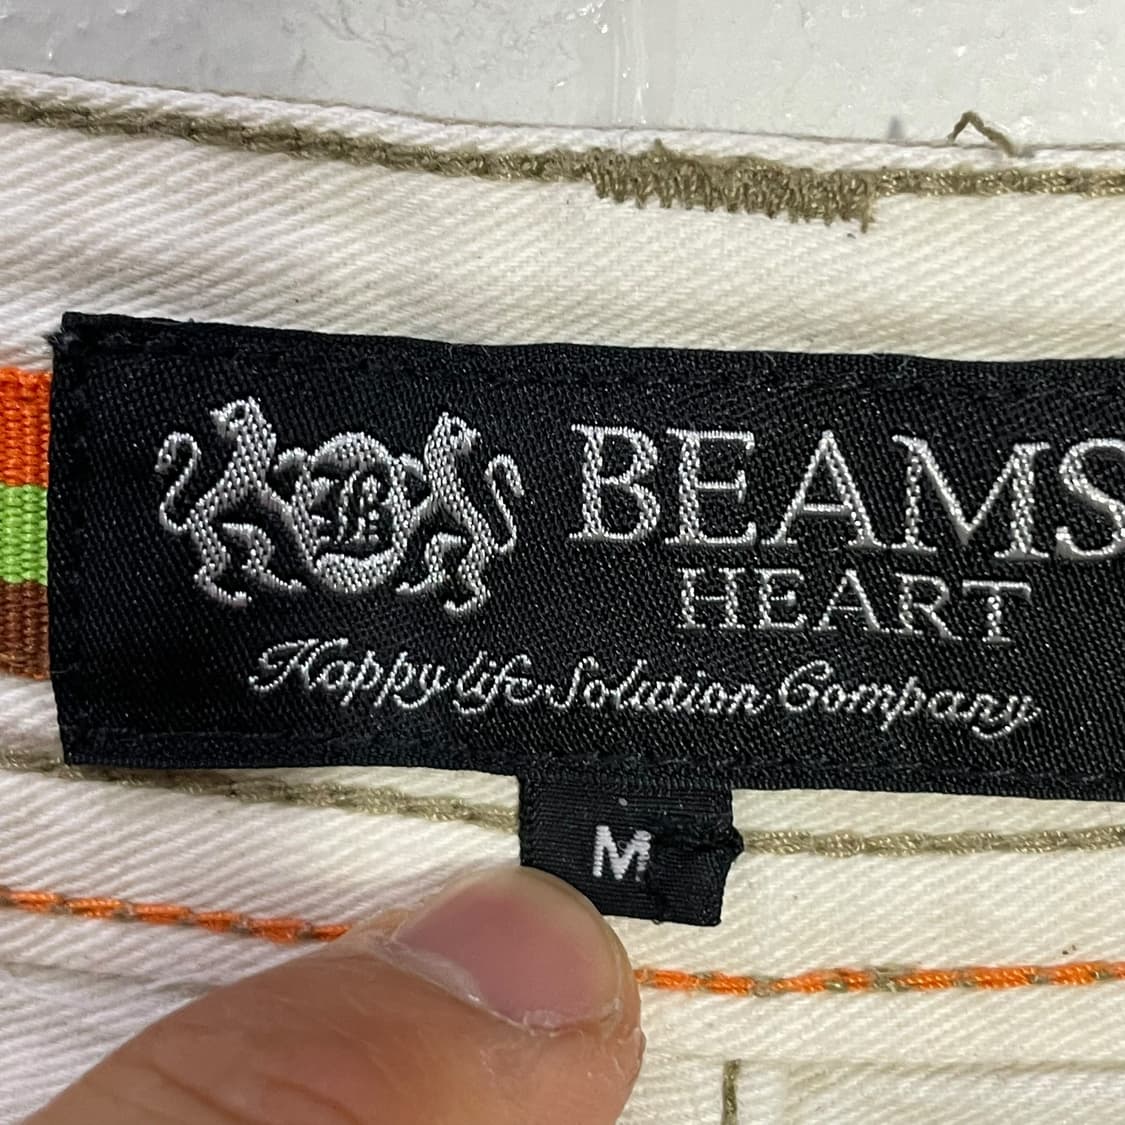 B
BEAMS
HEART
Happy life Solution Company
M